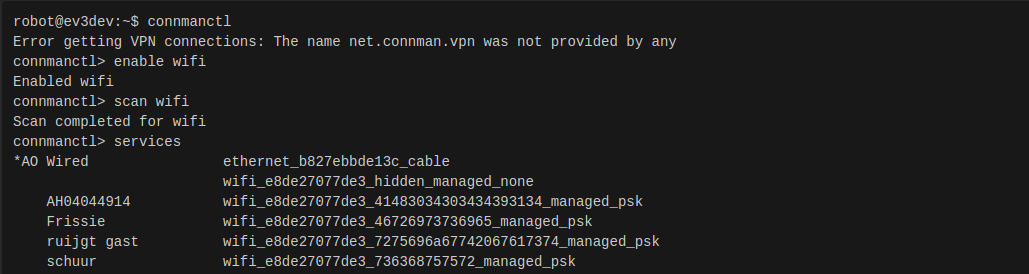 robot@ev3dev:~$ connmanctl
Error getting VPN connections: The name net.connman.vpn was not provided by any
connmanctl> enable wifi
Enabled wifi
connmanctl> scan wifi
Scan completed for wifi
connmanctl> services
*AO Wired                ethernet_b827ebbde13c_cable
                         wifi_e8de27077de3_hidden_managed_none
    AH04044914           wifi_e8de27077de3_41483034303434393134_managed_psk
    Frissie              wifi_e8de27077de3_46726973736965_managed_psk
    ruijgt gast          wifi_e8de27077de3_7275696a67742067617374_managed_psk
    schuur               wifi_e8de27077de3_736368757572_managed_psk